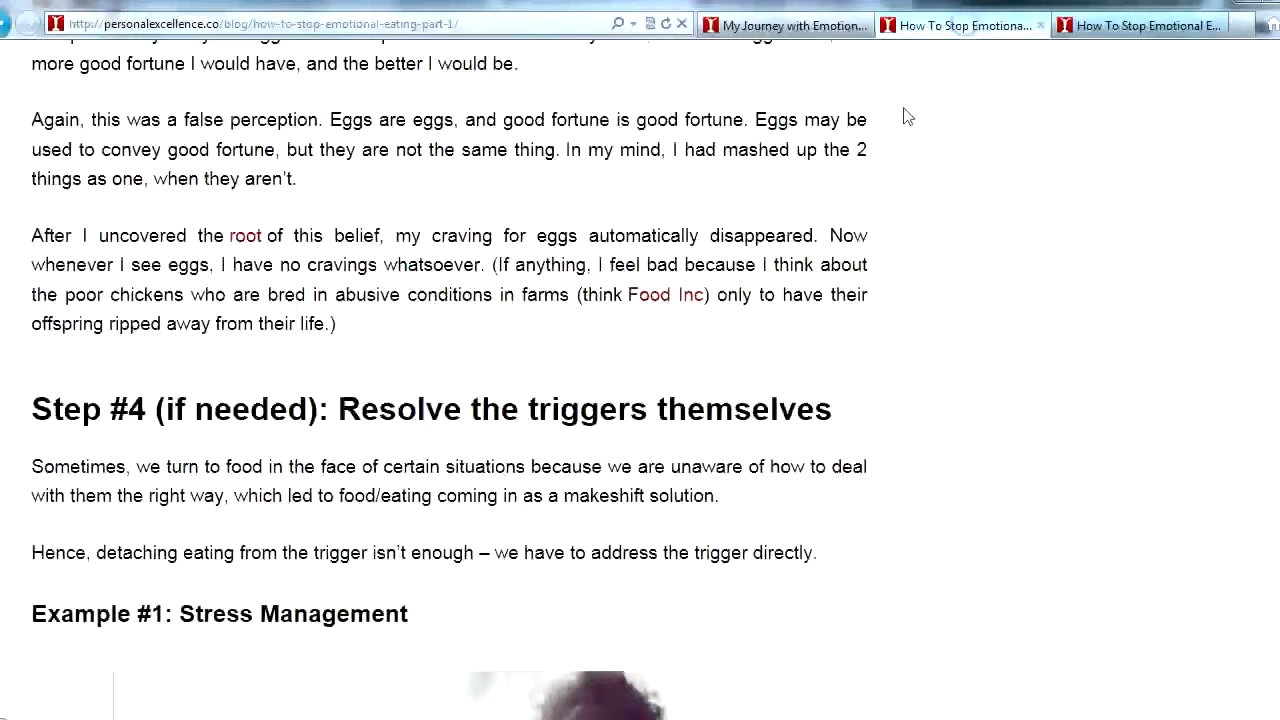 http://personalexcellence.co/blog/how-to-stop-emotional-eating-part-1/
My Journey with Emotion...
How To Stop Emotiona...
How To Stop Emotional E...
more good fortune I would have, and the better I would be.
Again, this was a false perception. Eggs are eggs, and good fortune is good fortune. Eggs may be
used to convey good fortune, but they are not the same thing. In my mind, I had mashed up the 2
things as one, when they aren't.
After I uncovered the root of this belief, my craving for eggs automatically disappeared. Now
whenever I see eggs, I have no cravings whatsoever. (If anything, I feel bad because I think about
the poor chickens who are bred in abusive conditions in farms (think Food Inc) only to have their
offspring ripped away from their life.)
Step #4 (if needed): Resolve the triggers themselves
Sometimes, we turn to food in the face of certain situations because we are unaware of how to deal
with them the right way, which led to food/eating coming in as a makeshift solution.
Hence, detaching eating from the trigger isn't enough – we have to address the trigger directly.
Example #1: Stress Management